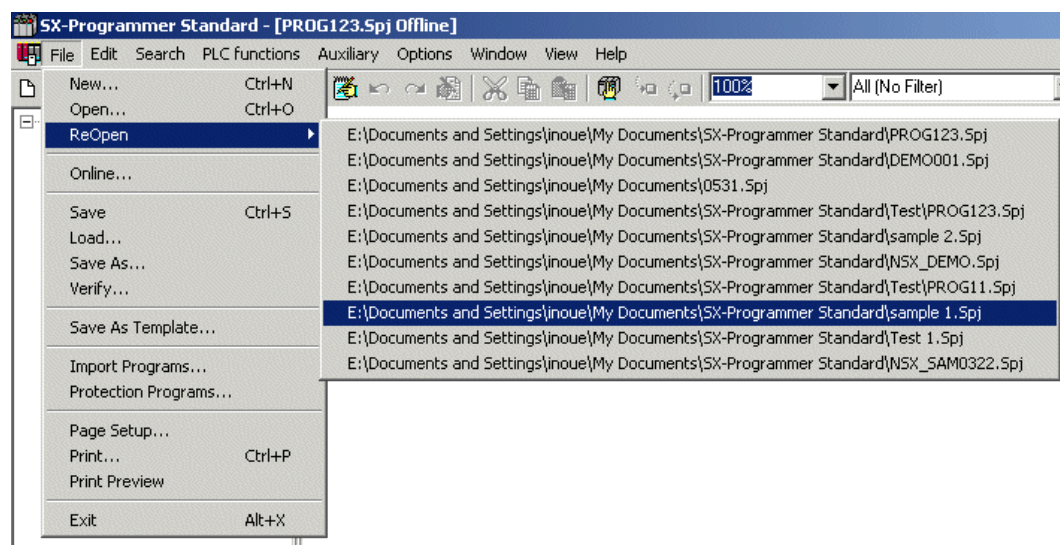 SX-Programmer Standard - [PROG123.Spj Offline]
File Edit Search PLC functions Auxiliary Options Window View Help
100% All (No Filter)
New... Ctrl+N
Open... Ctrl+O
ReOpen
Online...
Save Ctrl+S
Load...
Save As...
Verify...
Save As Template...
Import Programs...
Protection Programs...
Page Setup...
Print... Ctrl+P
Print Preview
Exit Alt+X
E:\Documents and Settings\inoue\My Documents\SX-Programmer Standard\PROG123.Spj
E:\Documents and Settings\inoue\My Documents\SX-Programmer Standard\DEMO001.Spj
E:\Documents and Settings\inoue\My Documents\0531.Spj
E:\Documents and Settings\inoue\My Documents\SX-Programmer Standard\Test\PROG123.Spj
E:\Documents and Settings\inoue\My Documents\SX-Programmer Standard\sample 2.Spj
E:\Documents and Settings\inoue\My Documents\SX-Programmer Standard\NSX_DEMO.Spj
E:\Documents and Settings\inoue\My Documents\SX-Programmer Standard\Test\PROG11.Spj
E:\Documents and Settings\inoue\My Documents\SX-Programmer Standard\sample 1.Spj
E:\Documents and Settings\inoue\My Documents\SX-Programmer Standard\Test 1.Spj
E:\Documents and Settings\inoue\My Documents\SX-Programmer Standard\NSX_SAM0322.Spj